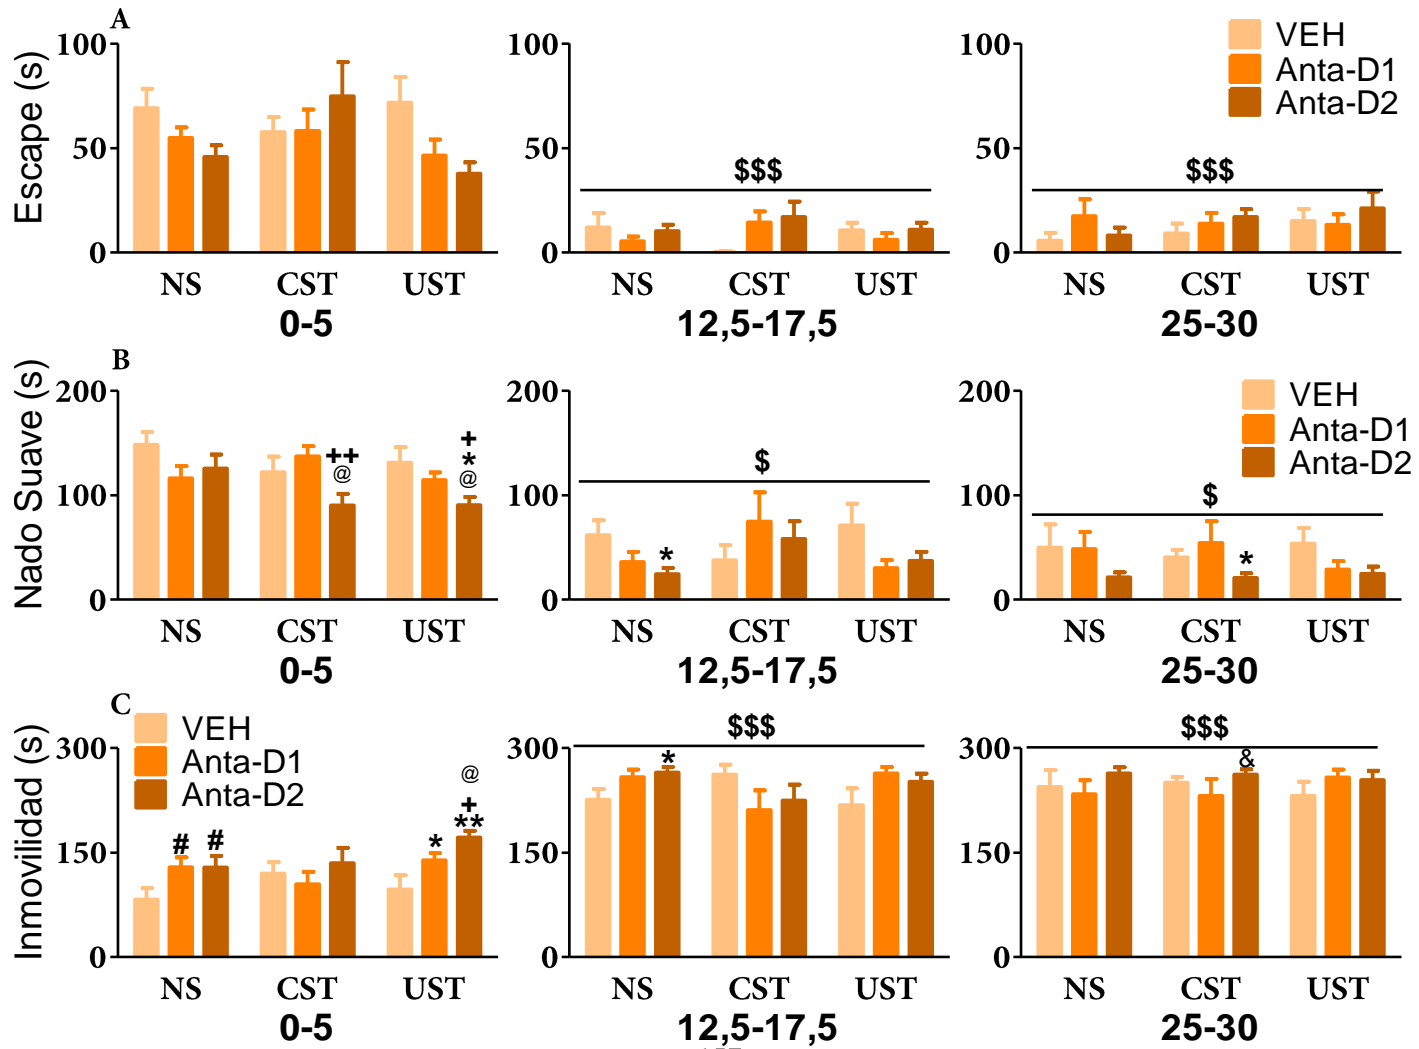 A
Escape (s)
100
50
0
NS CST UST
0-5
100
50
0
$$$
NS CST UST
12,5-17,5
100
50
0
$$$
VEH
Anta-D1
Anta-D2
NS CST UST
25-30
B
Nado Suave (s)
200
100
0
++
@
+
*
@
NS CST UST
0-5
200
100
0
$
*
NS CST UST
12,5-17,5
200
100
0
$
*
VEH
Anta-D1
Anta-D2
NS CST UST
25-30
C
Inmovilidad (s)
300
150
0
VEH
Anta-D1
Anta-D2
# #
*
@
+
**
NS CST UST
0-5
300
150
0
$$$
*
NS CST UST
12,5-17,5
300
150
0
$$$
&
NS CST UST
25-30